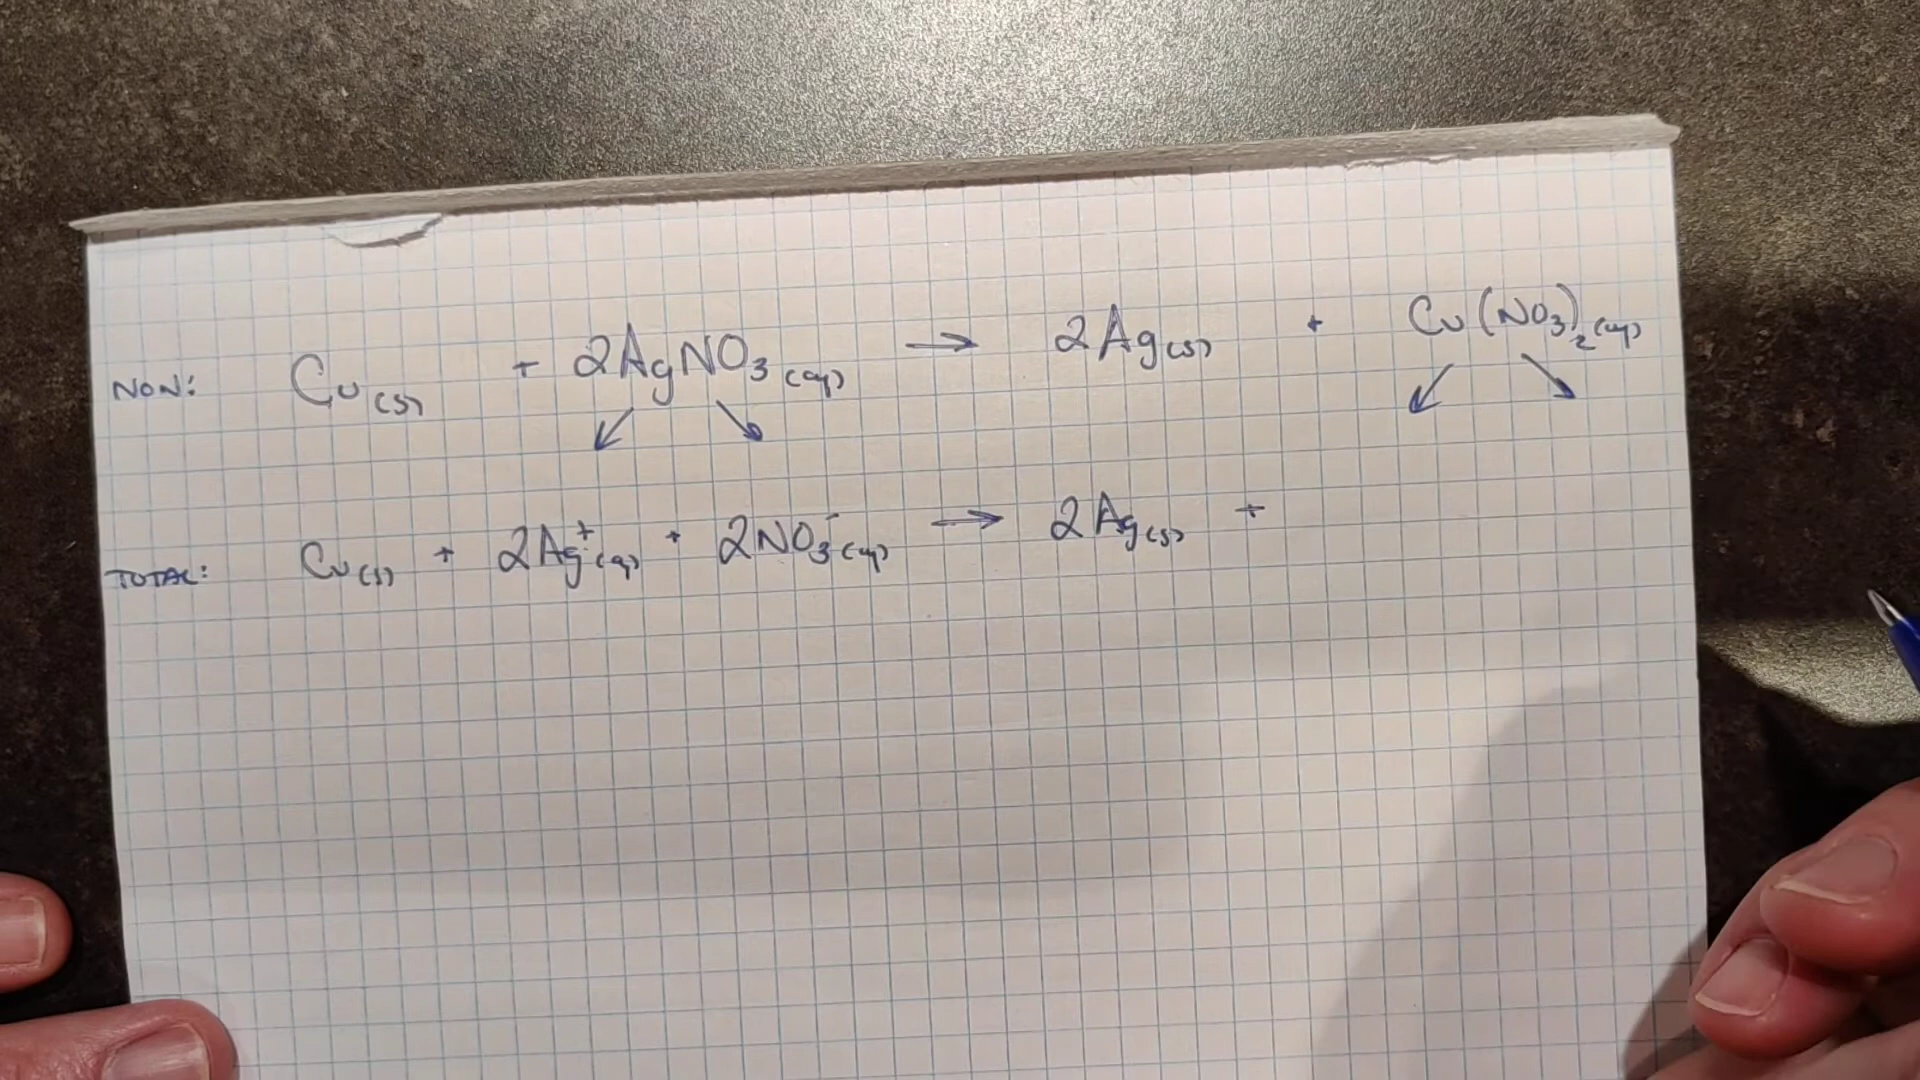 NON: Cu(s) + 2AgNO3(aq) → 2Ag(s) + Cu(NO3)2(aq)
TOTAL: Cu(s) + 2Ag+(aq) + 2NO3-(aq) → 2Ag(s) +